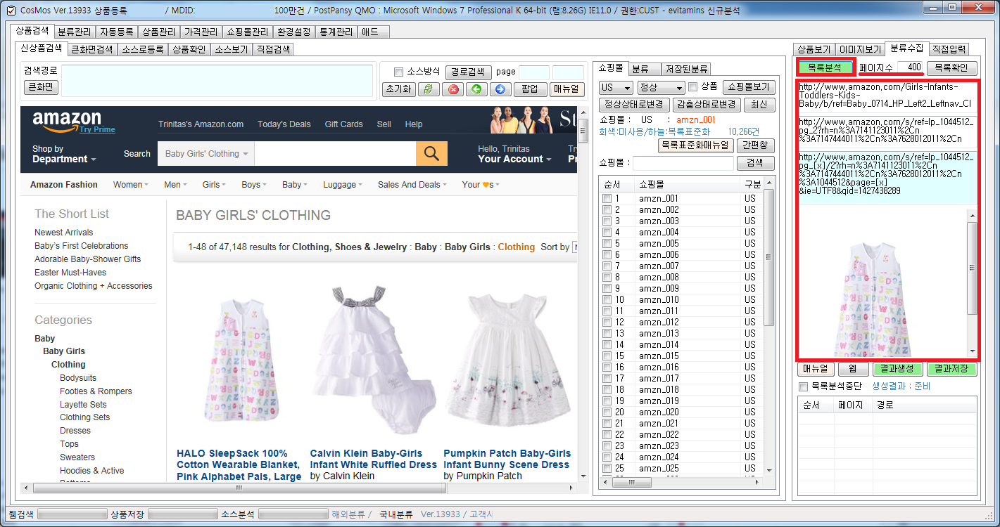 CosMos Ver.13933 상품등록 / MDID: 100만건 / PostPansy QMO : Microsoft Windows 7 Professional K 64-bit (램:8.26G) IE11.0 / 권한:CUST - evitamins 신규분석
상품검색 분류관리 자동등록 상품관리 가격관리 쇼핑몰관리 환경설정 통계관리 애드
신상품검색 큰화면검색 소스로등록 상품확인 소스보기 직접검색
검색경로
큰화면
소스방식 경로검색 page
초기화 팝업 매뉴얼
amazon
Try Prime
Trinitas's Amazon.com Today's Deals Gift Cards Sell Help
St
Shop by
Department
Search Baby Girls' Clothing
Hello, Trinitas
Your Account
Amazon Fashion Women Men Girls Boys Baby Luggage Sales And Deals Your
The Short List
Newest Arrivals
Baby's First Celebrations
Adorable Baby-Shower Gifts
Easter Must-Haves
Organic Clothing + Accessories
Categories
Baby
Baby Girls
Clothing
Bodysuits
Footies & Rompers
Layette Sets
Clothing Sets
Dresses
Tops
Sweaters
Hoodies & Active
BABY GIRLS' CLOTHING
1-48 of 47,148 results for Clothing, Shoes & Jewelry : Baby : Baby Girls : Clothing Sort by
HALO SleepSack 100%
Cotton Wearable Blanket,
Pink Alphabet Pals, Large
Calvin Klein Baby-Girls
Infant White Ruffled Dress
by Calvin Klein
Pumpkin Patch Baby-Girls
Infant Bunny Scene Dress
by Pumpkin Patch
쇼핑몰 분류 저장된분류
US 정상 상품 쇼핑몰보기
정상상태로변경 감춤상태로변경 최신
쇼핑몰 : US : amzn_001
회색:미사용/하늘:목록표준화 10,266건
목록표준화매뉴얼 간편창
쇼핑몰 : 검색
순서 쇼핑몰 구분
1 amzn_001 US
2 amzn_002 US
3 amzn_003 US
4 amzn_004 US
5 amzn_005 US
6 amzn_006 US
7 amzn_007 US
8 amzn_008 US
9 amzn_009 US
10 amzn_010 US
11 amzn_011 US
12 amzn_012 US
13 amzn_013 US
14 amzn_014 US
15 amzn_015 US
16 amzn_016 US
17 amzn_017 US
18 amzn_018 US
19 amzn_019 US
20 amzn_020 US
21 amzn_021 US
22 amzn_022 US
23 amzn_023 US
24 amzn_024 US
25 amzn_025 US
상품보기 이미지보기 분류수집 직접입력
목록분석 페이지수 400 목록확인
http://www.amazon.com/Girls-Infants-
Toddlers-Kids-
Baby/b/ref=Baby_0714_HP_Left2_Leftnav_Cl
http://www.amazon.com/s/ref=lp_1044512_
pg_2?rh=n%3A7141123011%2Cn
%3A7147444011%2Cn%3A7628012011%2Cn
http://www.amazon.com/s/ref=lp_1044512_
pg_[x]/2?rh=n%3A7141123011%2Cn
%3A7147444011%2Cn%3A7628012011%2Cn
%3A1044512&page=[x]
&ie=UTF8&qid=1427438289
매뉴얼 웹 결과생성 결과저장
목록분석중단 생성결과 : 준비
순서 페이지 경로
웹검색 상품저장 소스분석 해외분류 / 국내분류 Ver.13933 / 고객사